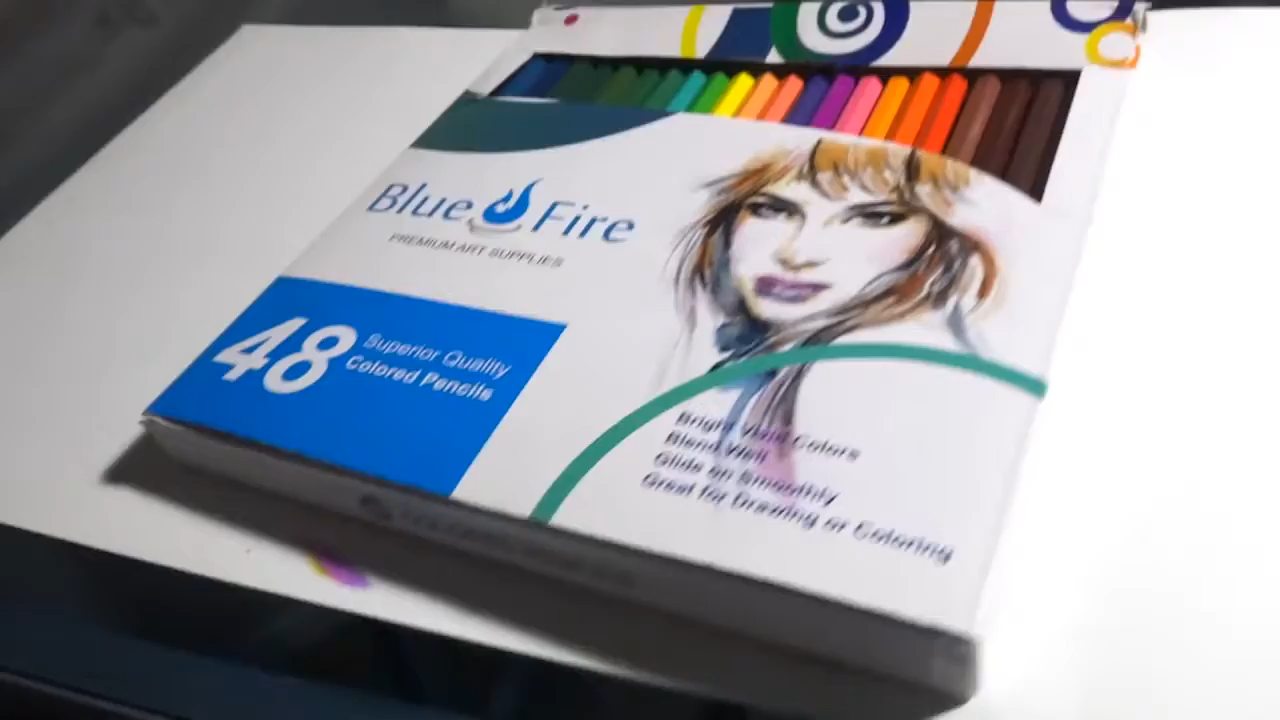 Blue Fire
PREMIUM ART SUPPLIES
48
Superior Quality
Colored Pencils
Bright Vivid Colors
Blend Well
Glide on Smoothly
Great for Drawing or Coloring